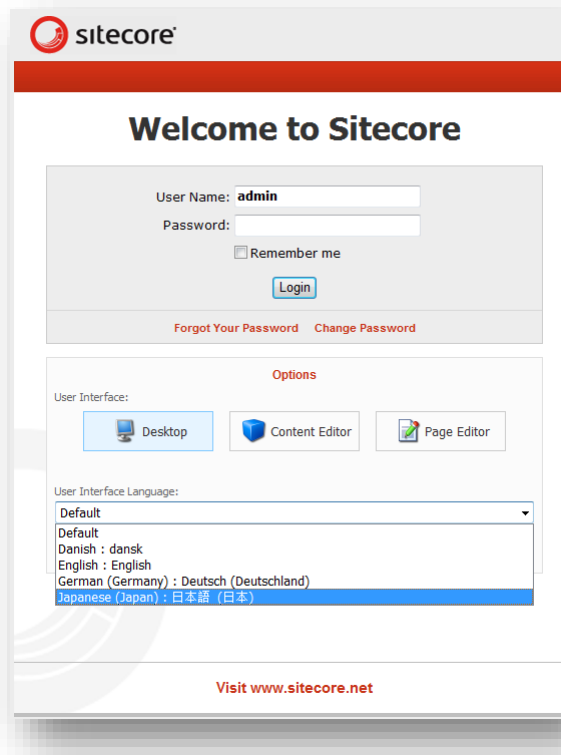 sitecore
Welcome to Sitecore
User Name: admin
Password:
Remember me
Login
Forgot Your Password Change Password
Options
User Interface:
Desktop Content Editor Page Editor
User Interface Language:
Default
Default
Danish : dansk
English : English
German (Germany) : Deutsch (Deutschland)
Japanese (Japan) : 日本語 (日本)
Visit www.sitecore.net